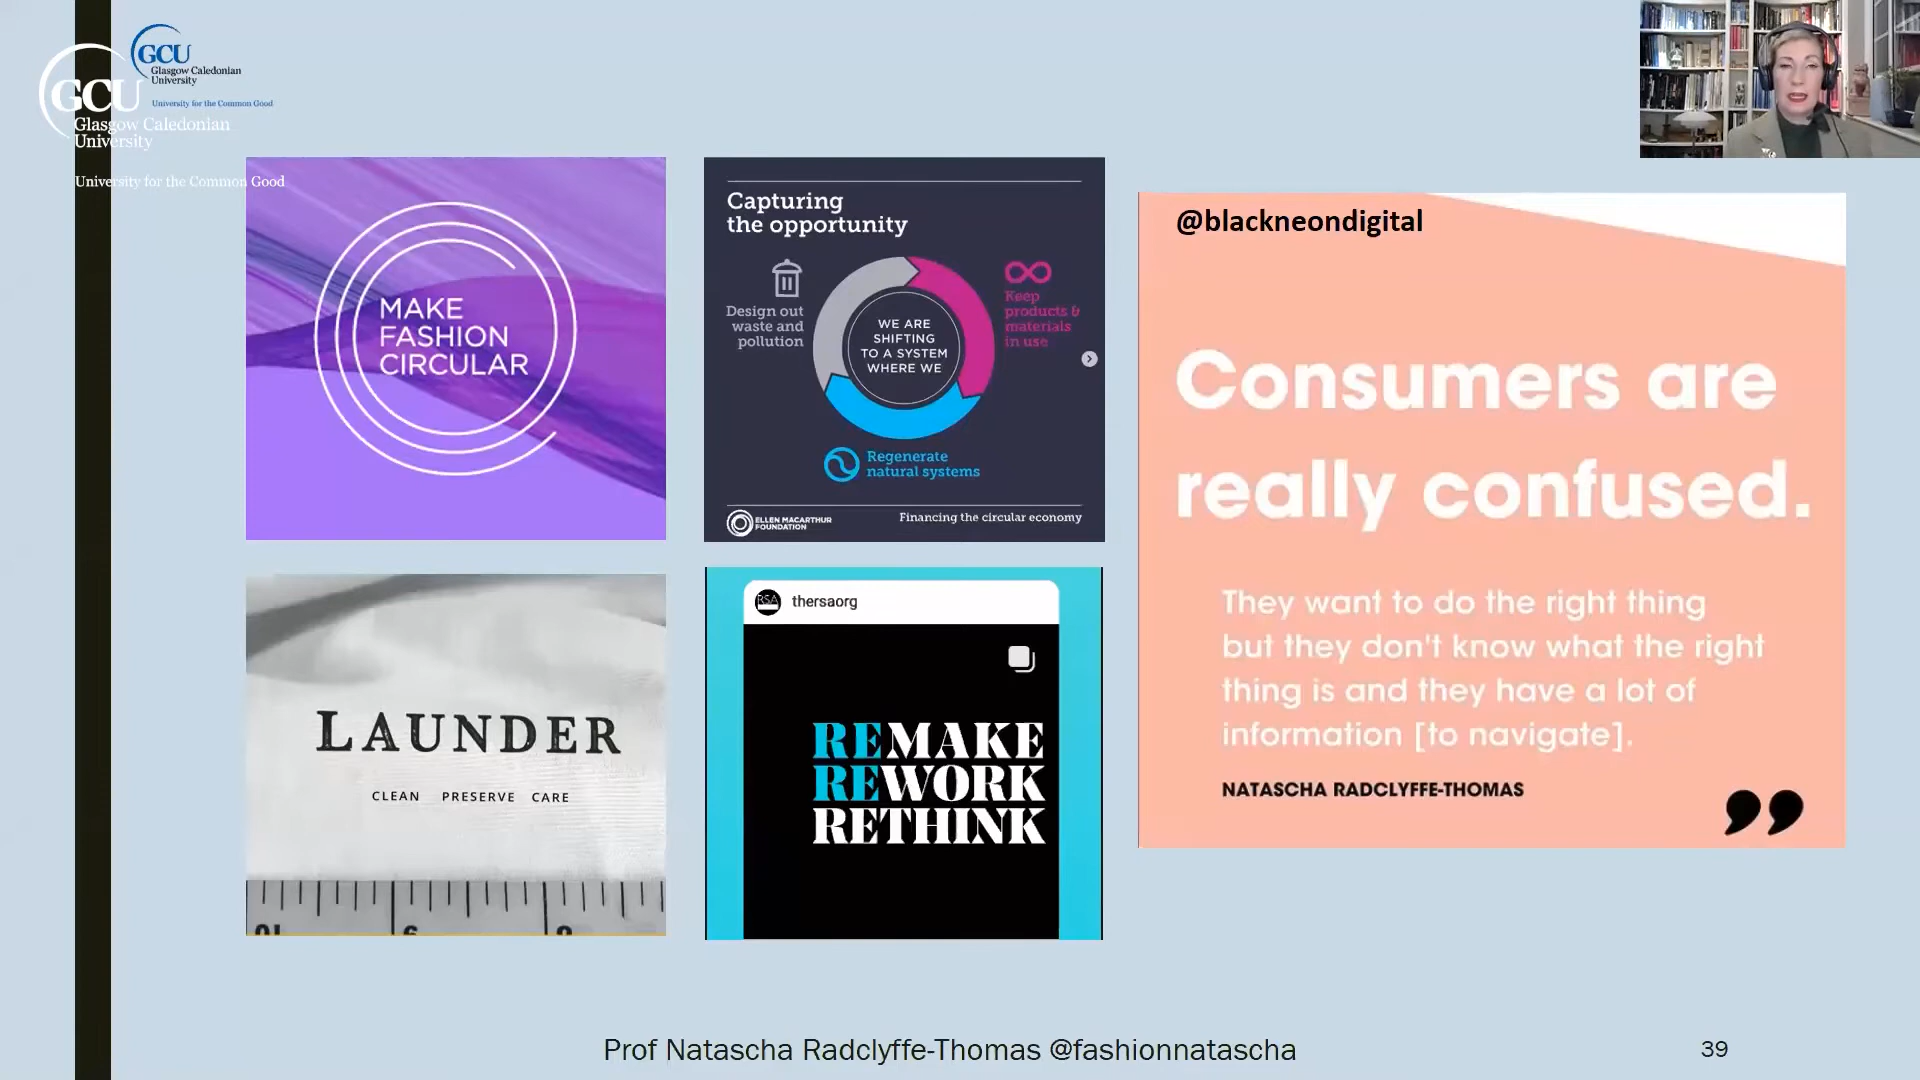 GCU
Glasgow Caledonian
University
University for the Common Good
GCU
Glasgow Caledonian
University
University for the Common Good
MAKE
FASHION
CIRCULAR
Capturing
the opportunity
Design out
waste and
pollution
WE ARE
SHIFTING
TO A SYSTEM
WHERE WE
Keep
products &
materials
in use
Regenerate
natural systems
ELLEN MACARTHUR
FOUNDATION
Financing the circular economy
@blackneondigital
Consumers are
really confused.
They want to do the right thing
but they don't know what the right
thing is and they have a lot of
information [to navigate].
NATASCHA RADCLYFFE-THOMAS
”
LAUNDER
CLEAN PRESERVE CARE
RSA
thersaorg
REMAKE
REWORK
RETHINK
Prof Natascha Radclyffe-Thomas @fashionnatascha
39